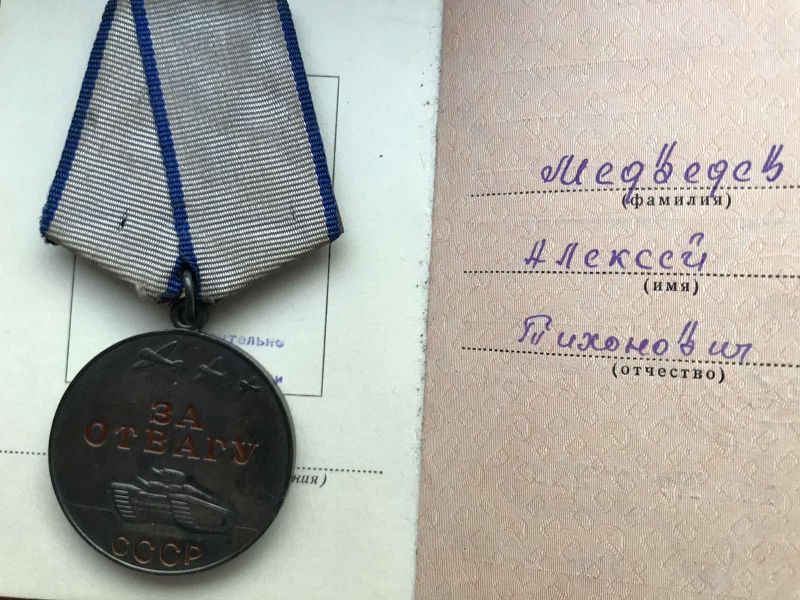 ЗА
ОТВАГУ
СССР
Медведев
(фамилия)
Алексей
(имя)
Тихонович
(отчество)